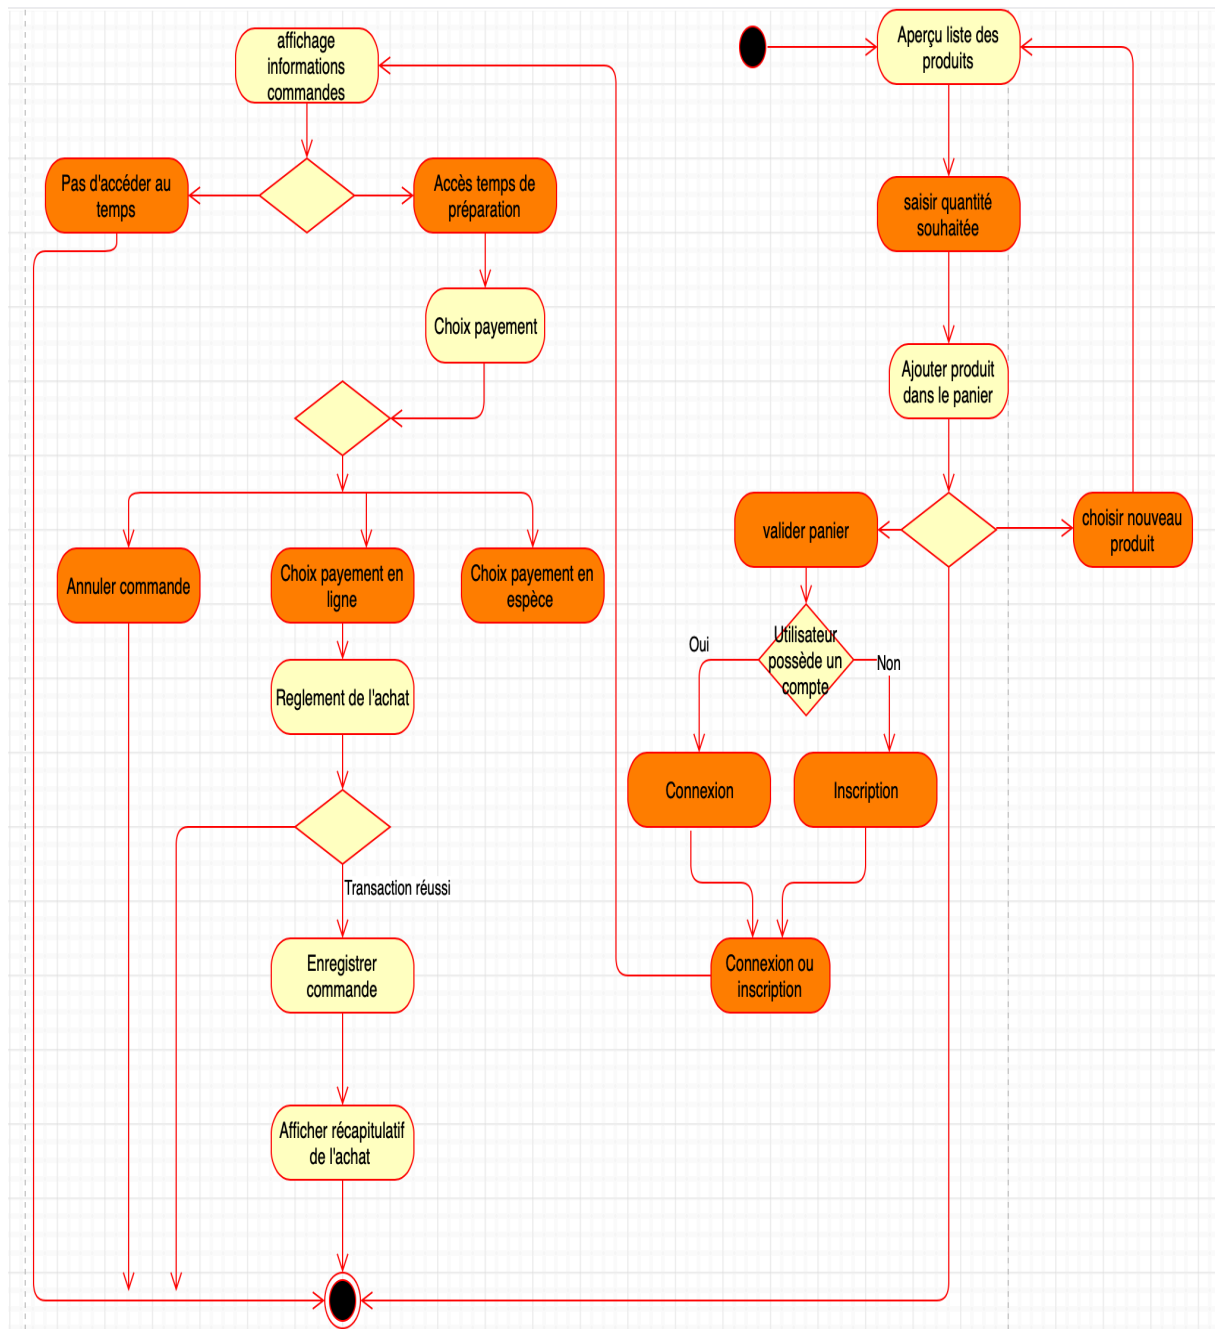 affichage
informations
commandes
Aperçu liste des
produits
Pas d'accéder au
temps
Accès temps de
préparation
saisir quantité
souhaitée
Choix payement
Ajouter produit
dans le panier
valider panier
choisir nouveau
produit
Annuler commande
Choix payement en
ligne
Choix payement en
espèce
Utilisateur
possède un
compte
Oui
Non
Reglement de l'achat
Connexion
Inscription
Transaction réussi
Enregistrer
commande
Connexion ou
inscription
Afficher récapitulatif
de l'achat